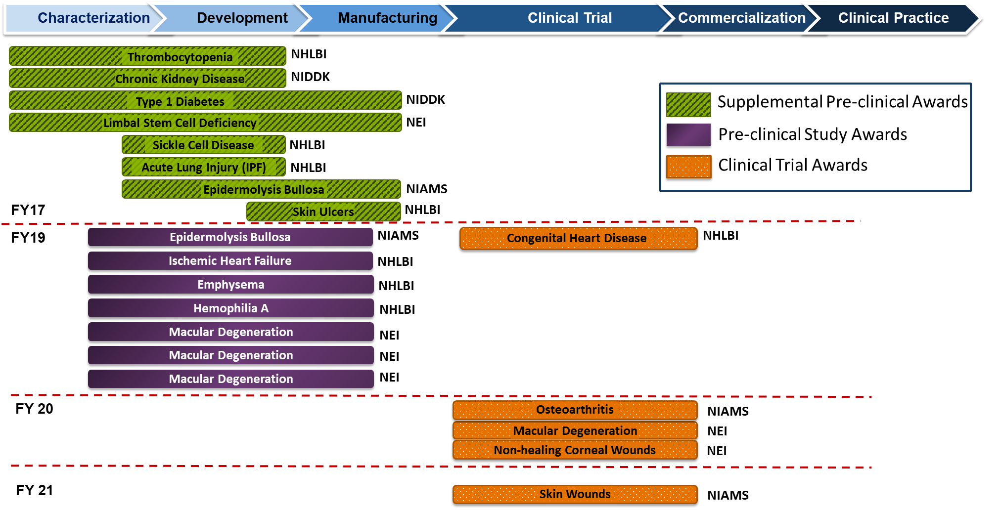 Characterization
Development
Manufacturing
Clinical Trial
Commercialization
Clinical Practice
Thrombocytopenia NHLBI
Chronic Kidney Disease NIDDK
Type 1 Diabetes NIDDK
Limbal Stem Cell Deficiency NEI
Sickle Cell Disease NHLBI
Acute Lung Injury (IPF) NHLBI
Epidermolysis Bullosa NIAMS
FY17 Skin Ulcers NHLBI
Supplemental Pre-clinical Awards
Pre-clinical Study Awards
Clinical Trial Awards
FY19 Epidermolysis Bullosa NIAMS Congenital Heart Disease NHLBI
Ischemic Heart Failure NHLBI
Emphysema NHLBI
Hemophilia A NHLBI
Macular Degeneration NEI
Macular Degeneration NEI
Macular Degeneration NEI
FY 20 Osteoarthritis NIAMS
Macular Degeneration NEI
Non-healing Corneal Wounds NEI
FY 21 Skin Wounds NIAMS